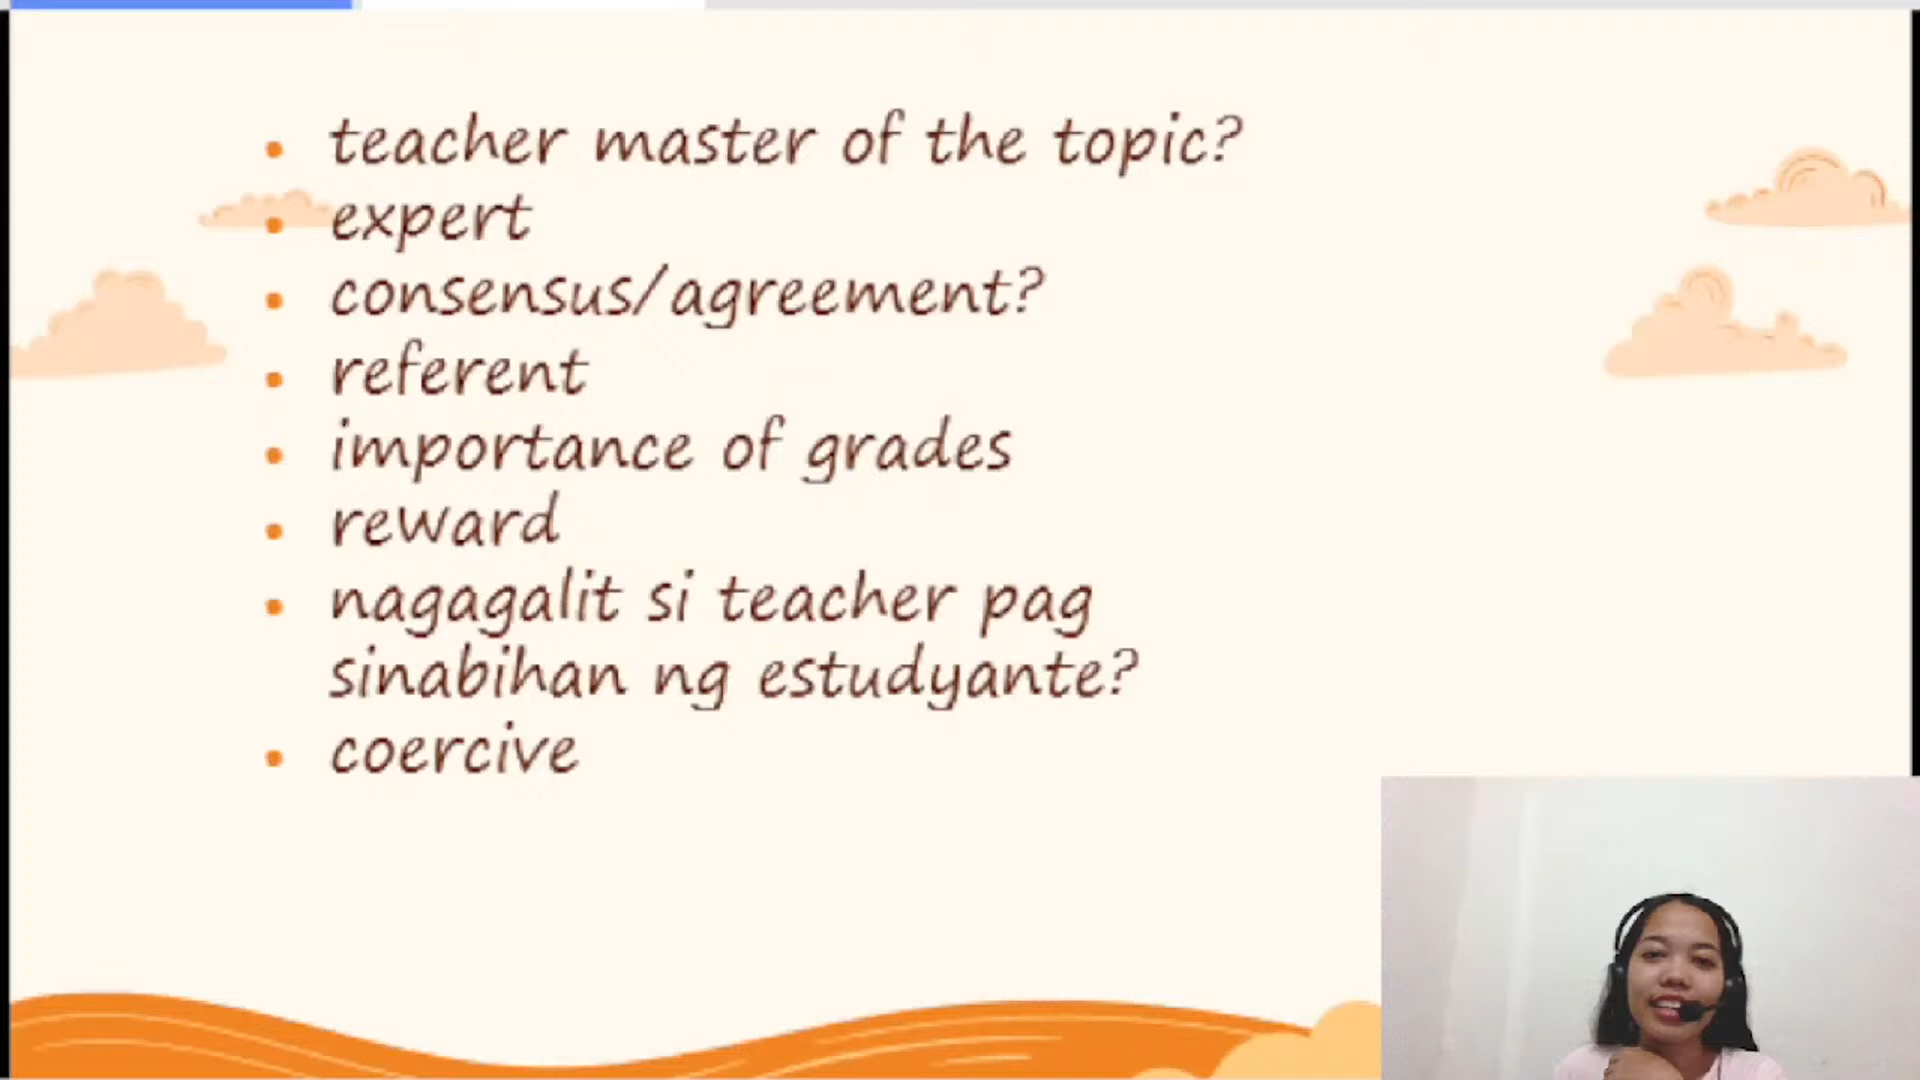 teacher master of the topic?
expert
consensus/agreement?
referent
importance of grades
reward
nagagalit si teacher pag
sinabihan ng estudyante?
coercive